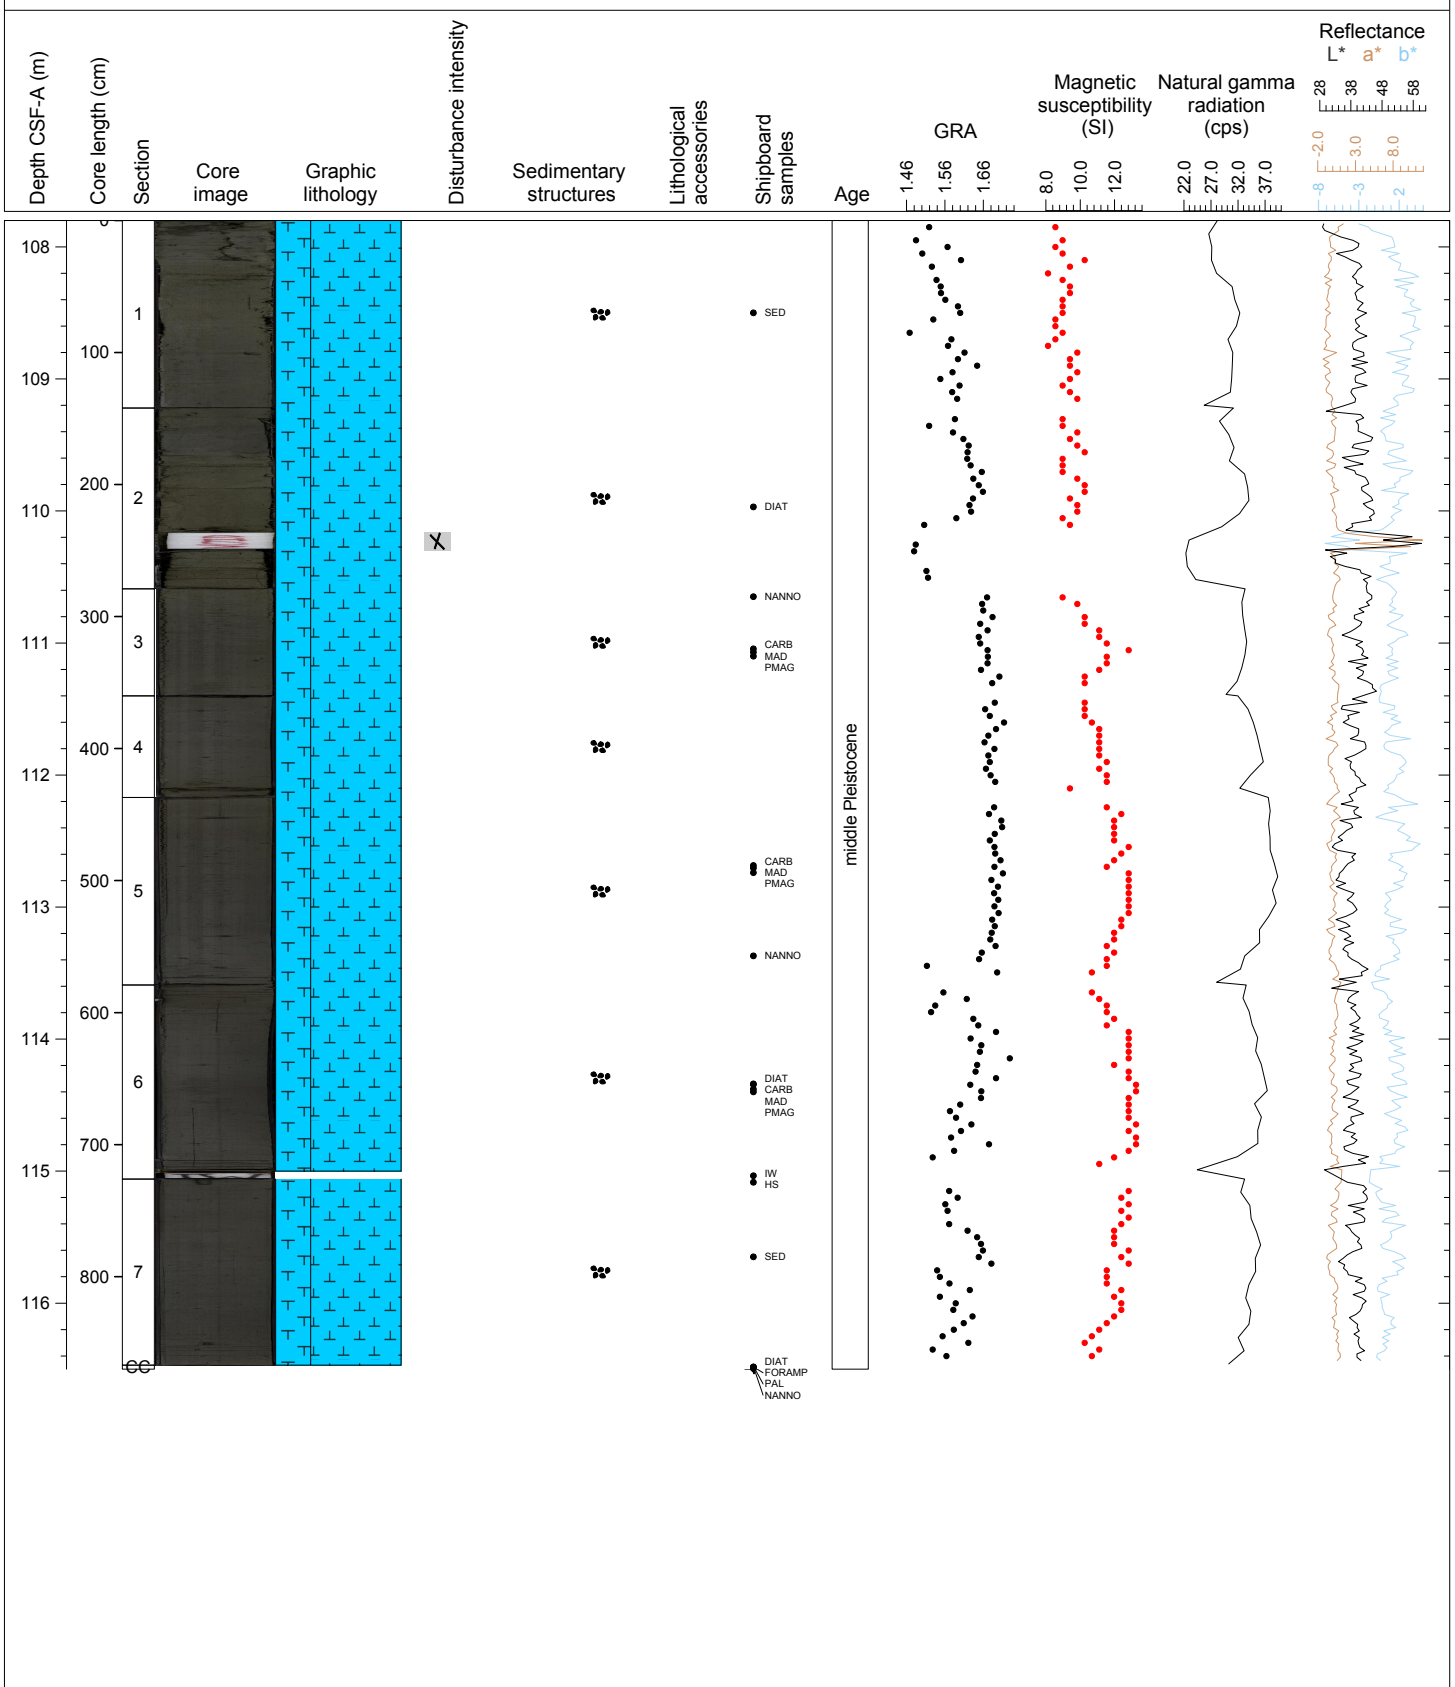 Depth CSF-A (m)
Core length (cm)
Section
Core
image
Graphic
lithology
Disturbance intensity
Sedimentary
structures
Lithological
accessories
Shipboard
samples
Age
GRA
1.46 1.56 1.66
Magnetic
susceptibility
(SI)
8.0 10.0 12.0
Natural gamma
radiation
(cps)
22.0 27.0 32.0 37.0
Reflectance
L* a* b*
28 38 48 58
-2.0 3.0 8.0
-8 -3 2
0
108
1
SED
100
109
200
2
110
DIAT
X
NANNO
300
111
3
CARB
MAD
PMAG
4
400
112
middle Pleistocene
CARB
MAD
PMAG
500
5
113
NANNO
600
114
6
DIAT
CARB
MAD
PMAG
700
115
IW
HS
SED
7
800
116
CC
DIAT
FORAMP
PAL
NANNO